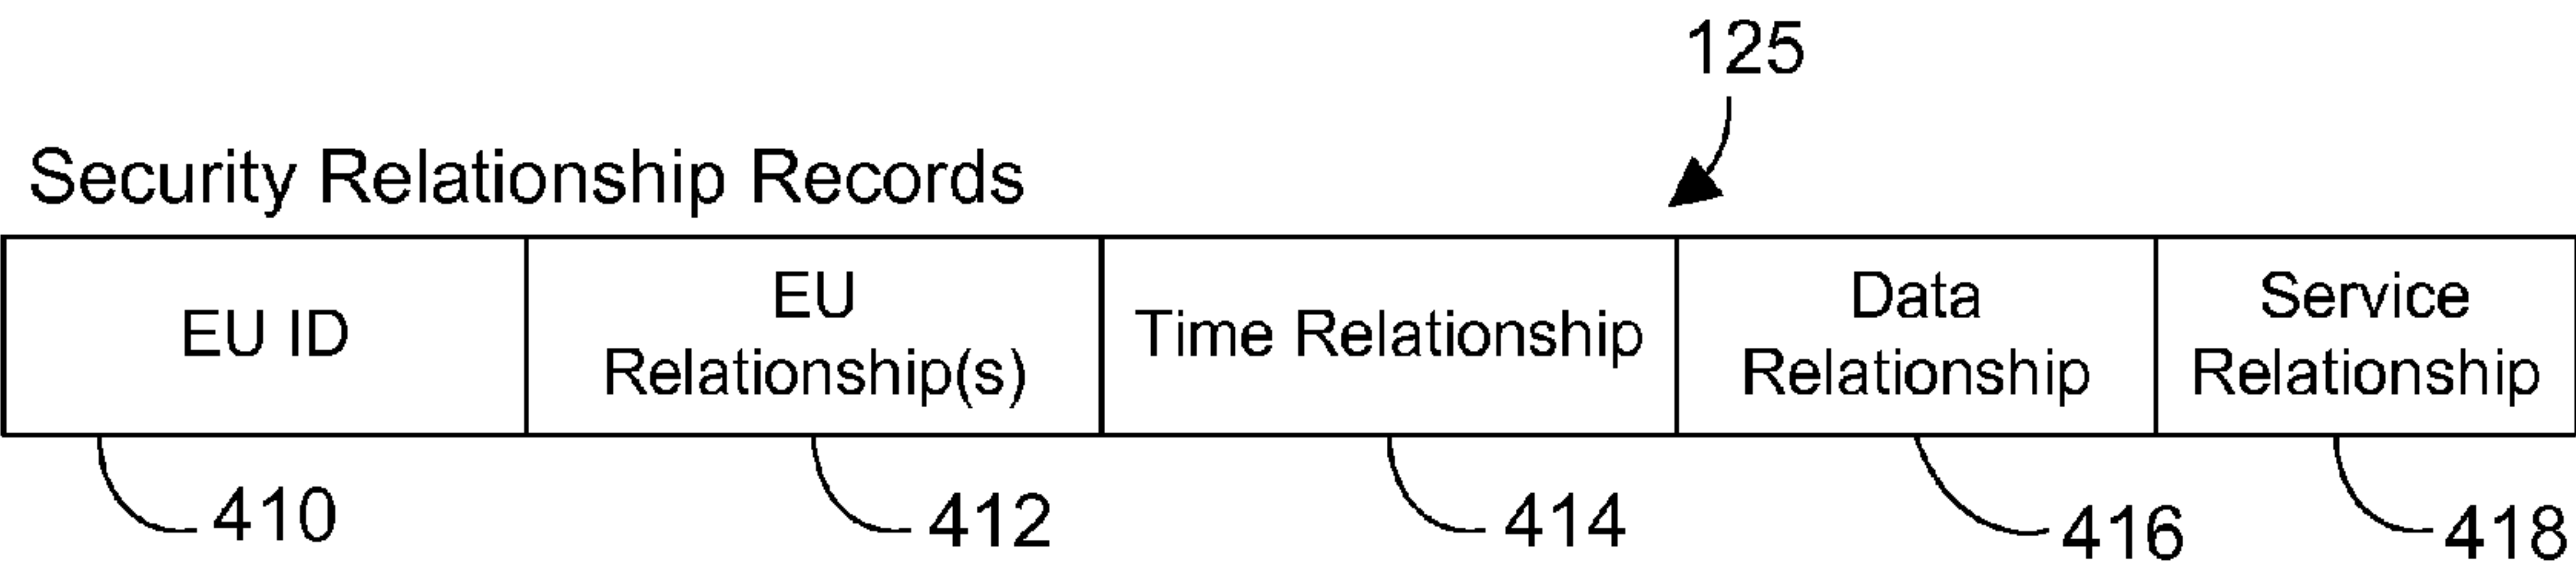 125
Security Relationship Records
EU ID
EU
Relationship(s)
Time Relationship
Data
Relationship
Service
Relationship
410
412
414
416
418